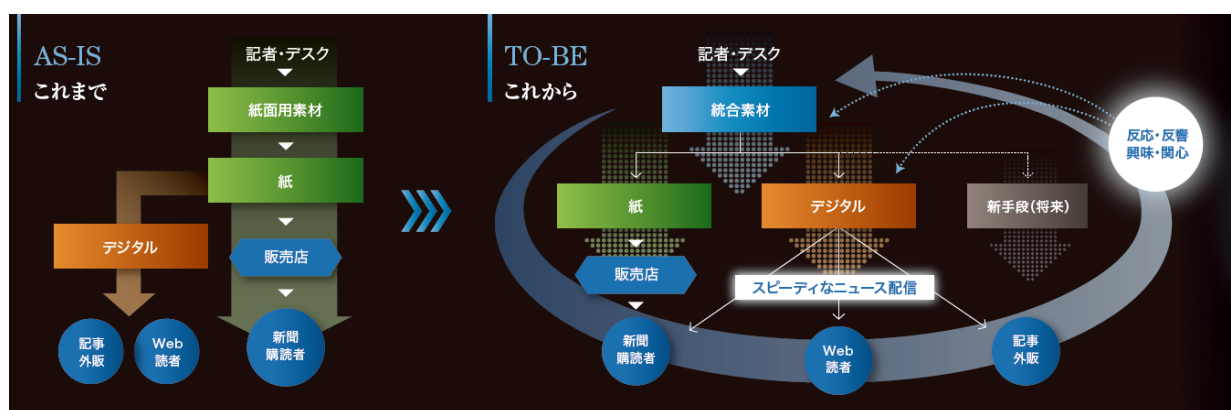 AS-IS
これまで
記者・デスク
紙面用素材
紙
デジタル
販売店
記事
外販
Web
読者
新聞
購読者
TO-BE
これから
記者・デスク
統合素材
反応・反響
興味・関心
紙
デジタル
新手段(将来)
販売店
スピーディなニュース配信
新聞
購読者
Web
読者
記事
外販